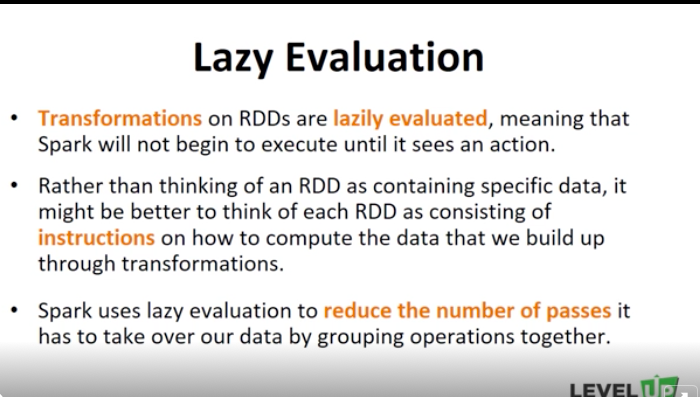 Lazy Evaluation
• Transformations on RDDs are lazily evaluated, meaning that
Spark will not begin to execute until it sees an action.
• Rather than thinking of an RDD as containing specific data, it
might be better to think of each RDD as consisting of
instructions on how to compute the data that we build up
through transformations.
• Spark uses lazy evaluation to reduce the number of passes it
has to take over our data by grouping operations together.
LEVEL UP